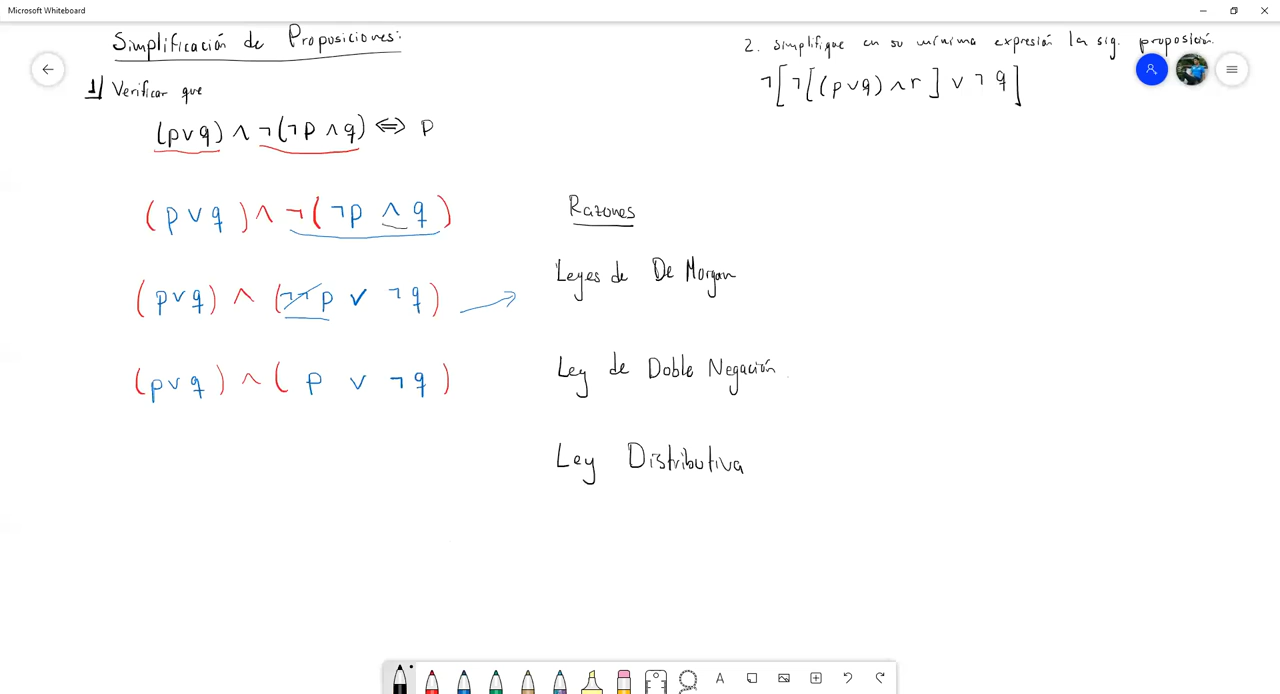 Microsoft Whiteboard
Simplificación de Proposiciones:
1) Verificar que
(p∨q) ∧ ¬(¬p ∧ q) ⟺ p
(p∨q) ∧ ¬(¬p ∧ q)
(p∨q) ∧ (¬¬p ∨ ¬q)
(p∨q) ∧ (p ∨ ¬q)
Razones
Leyes de De Morgan
Ley de Doble Negación
Ley Distributiva
2. Simplifique en su mínima expresión la sig. proposición.
¬[¬[(p∨q) ∧ r] ∨ ¬q]